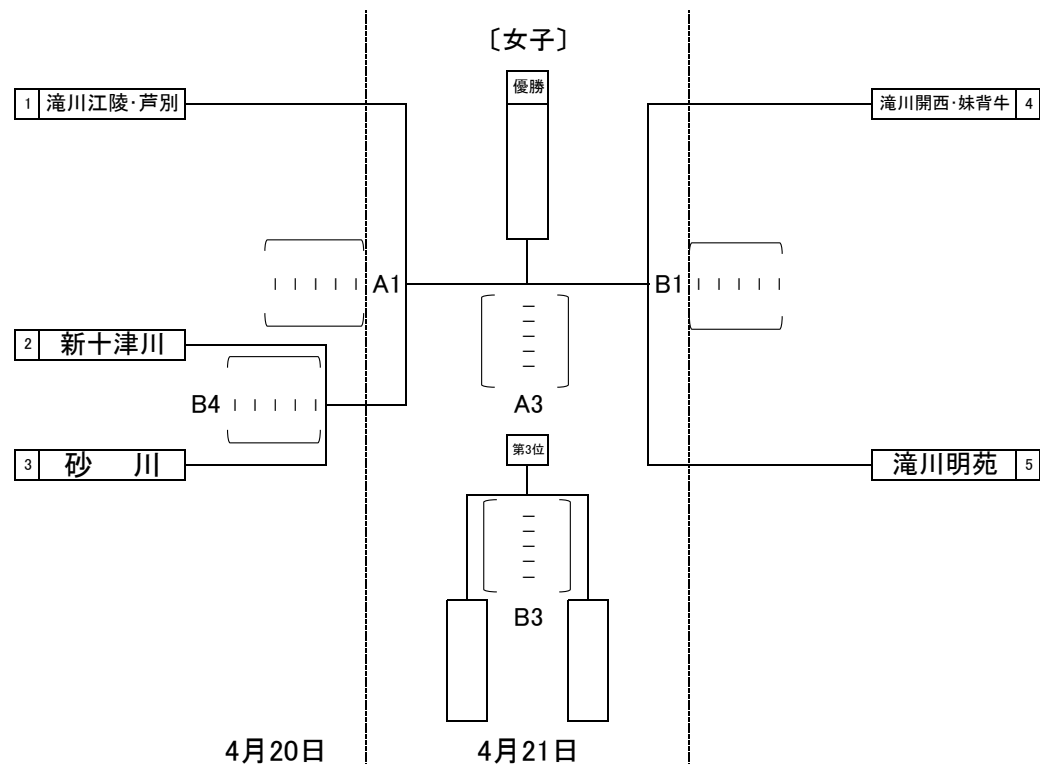 〔女子〕
優勝
1 滝川江陵・芦別
滝川開西・妹背牛 4
A1
B1
2 新十津川
B4
A3
3 砂　川
第3位
滝川明苑 5
B3
4月20日
4月21日